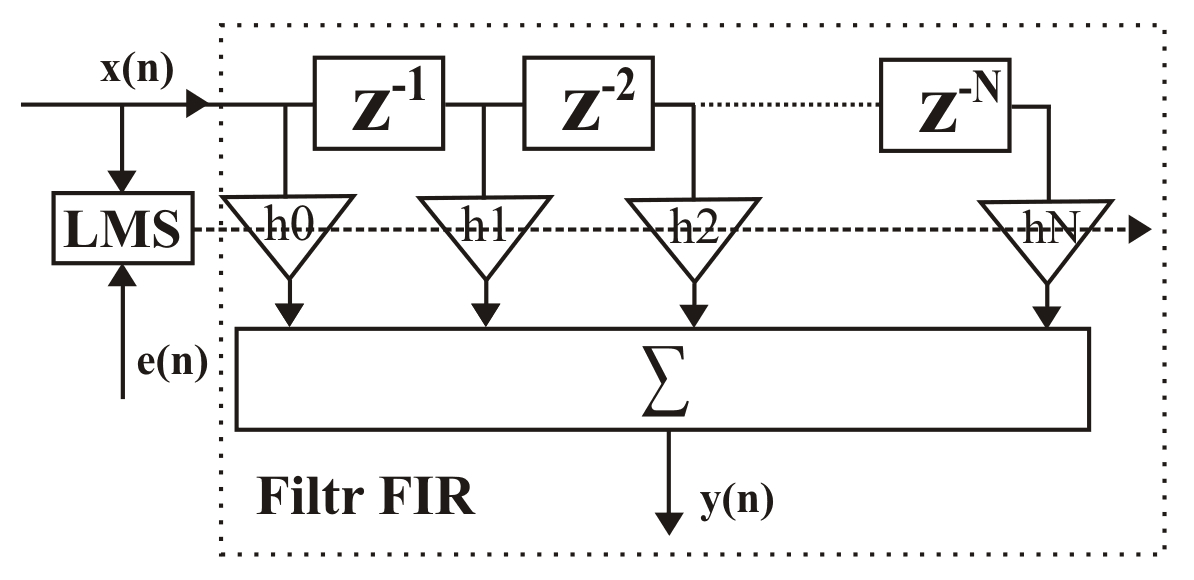 x(n)
z-1
z-2
z-N
LMS
h0
h1
h2
hN
e(n)
∑
Filtr FIR
y(n)